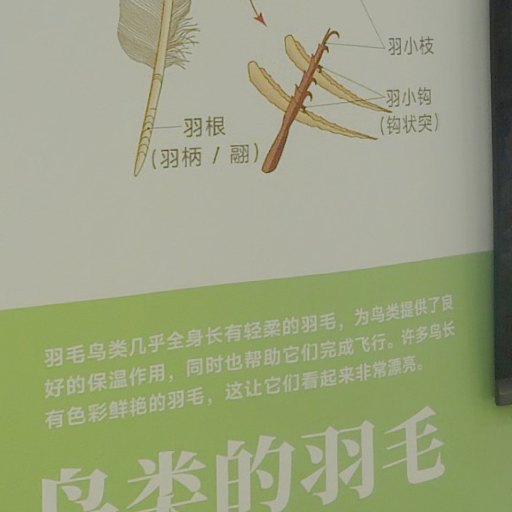 羽小枝
羽小钩
(钩状突)
羽根
(羽柄 / 翮)
羽毛鸟类几乎全身长有轻柔的羽毛，为鸟类提供了良
好的保温作用，同时也帮助它们完成飞行。许多鸟长
有色彩鲜艳的羽毛，这让它们看起来非常漂亮。
鸟类的羽毛